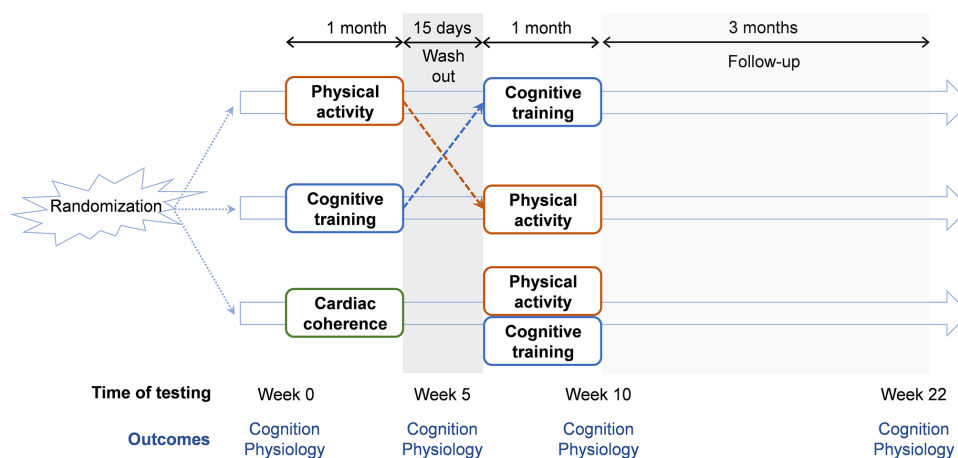 1 month
15 days
1 month
3 months
Wash
out
Follow-up
Physical
activity
Cognitive
training
Randomization
Cognitive
training
Physical
activity
Cardiac
coherence
Physical
activity
Cognitive
training
Time of testing
Week 0
Week 5
Week 10
Week 22
Outcomes
Cognition
Physiology
Cognition
Physiology
Cognition
Physiology
Cognition
Physiology